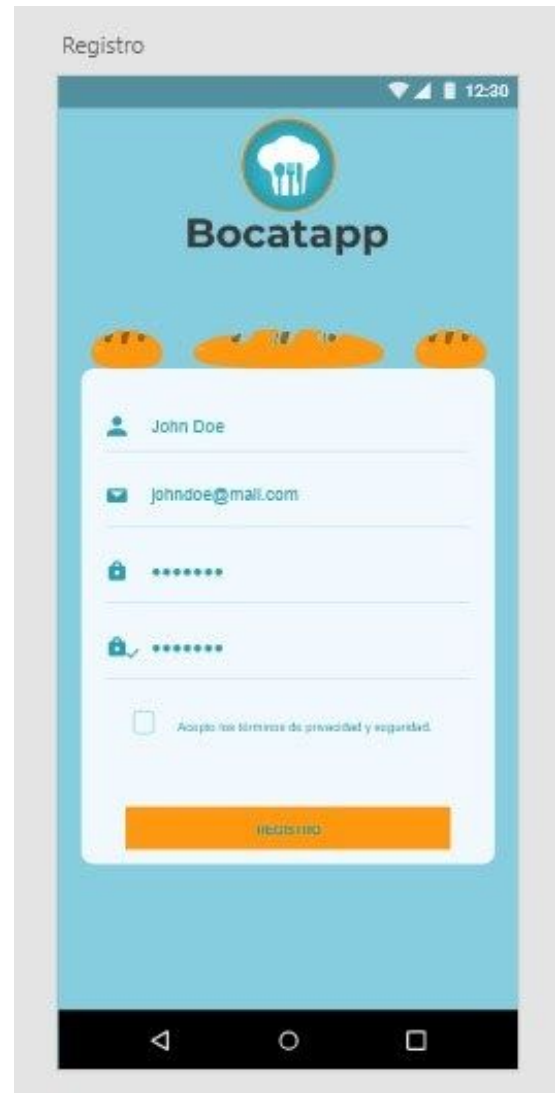 Registro
12:30
Bocatapp
John Doe
johndoe@mail.com
•••••••
•••••••
Acepto los términos de privacidad y seguridad.
REGISTRO